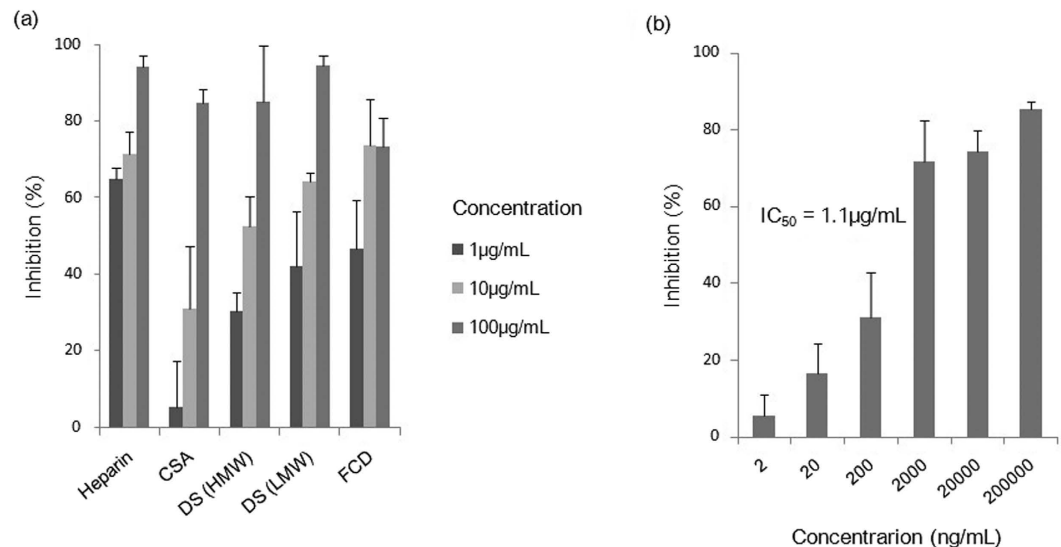 (a)
100
80
60
40
20
0
Inhibition (%)
Heparin
CSA
DS (HMW)
DS (LMW)
FCD
Concentration
1µg/mL
10µg/mL
100µg/mL
(b)
100
80
60
40
20
0
Inhibition (%)
IC50 = 1.1µg/mL
2
20
200
2000
20000
200000
Concentrarion (ng/mL)